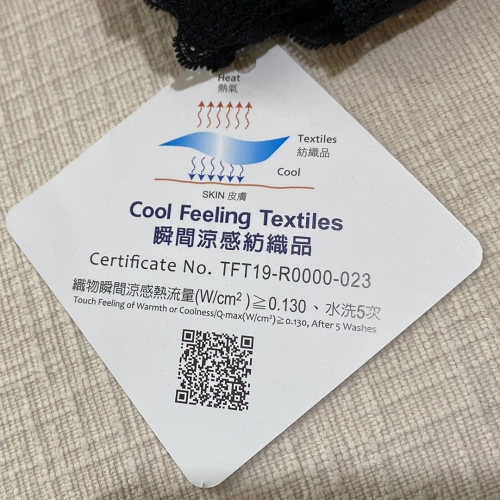 Heat
熱氣
Textiles
紡織品
Cool
SKIN 皮膚
Cool Feeling Textiles
瞬間涼感紡織品
Certificate No. TFT19-R0000-023
織物瞬間涼感熱流量(W/cm²)≧0.130、水洗5次
Touch Feeling of Warmth or Coolness/Q-max(W/cm²)≧0.130, After 5 Washes